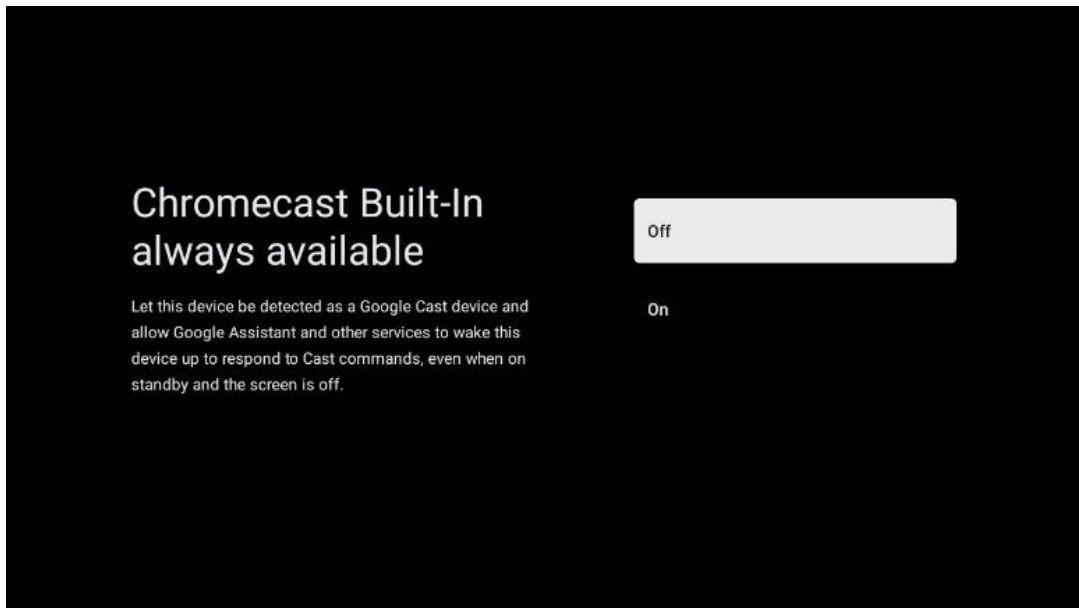 Chromecast Built-In
always available
Let this device be detected as a Google Cast device and
allow Google Assistant and other services to wake this
device up to respond to Cast commands, even when on
standby and the screen is off.
Off
On